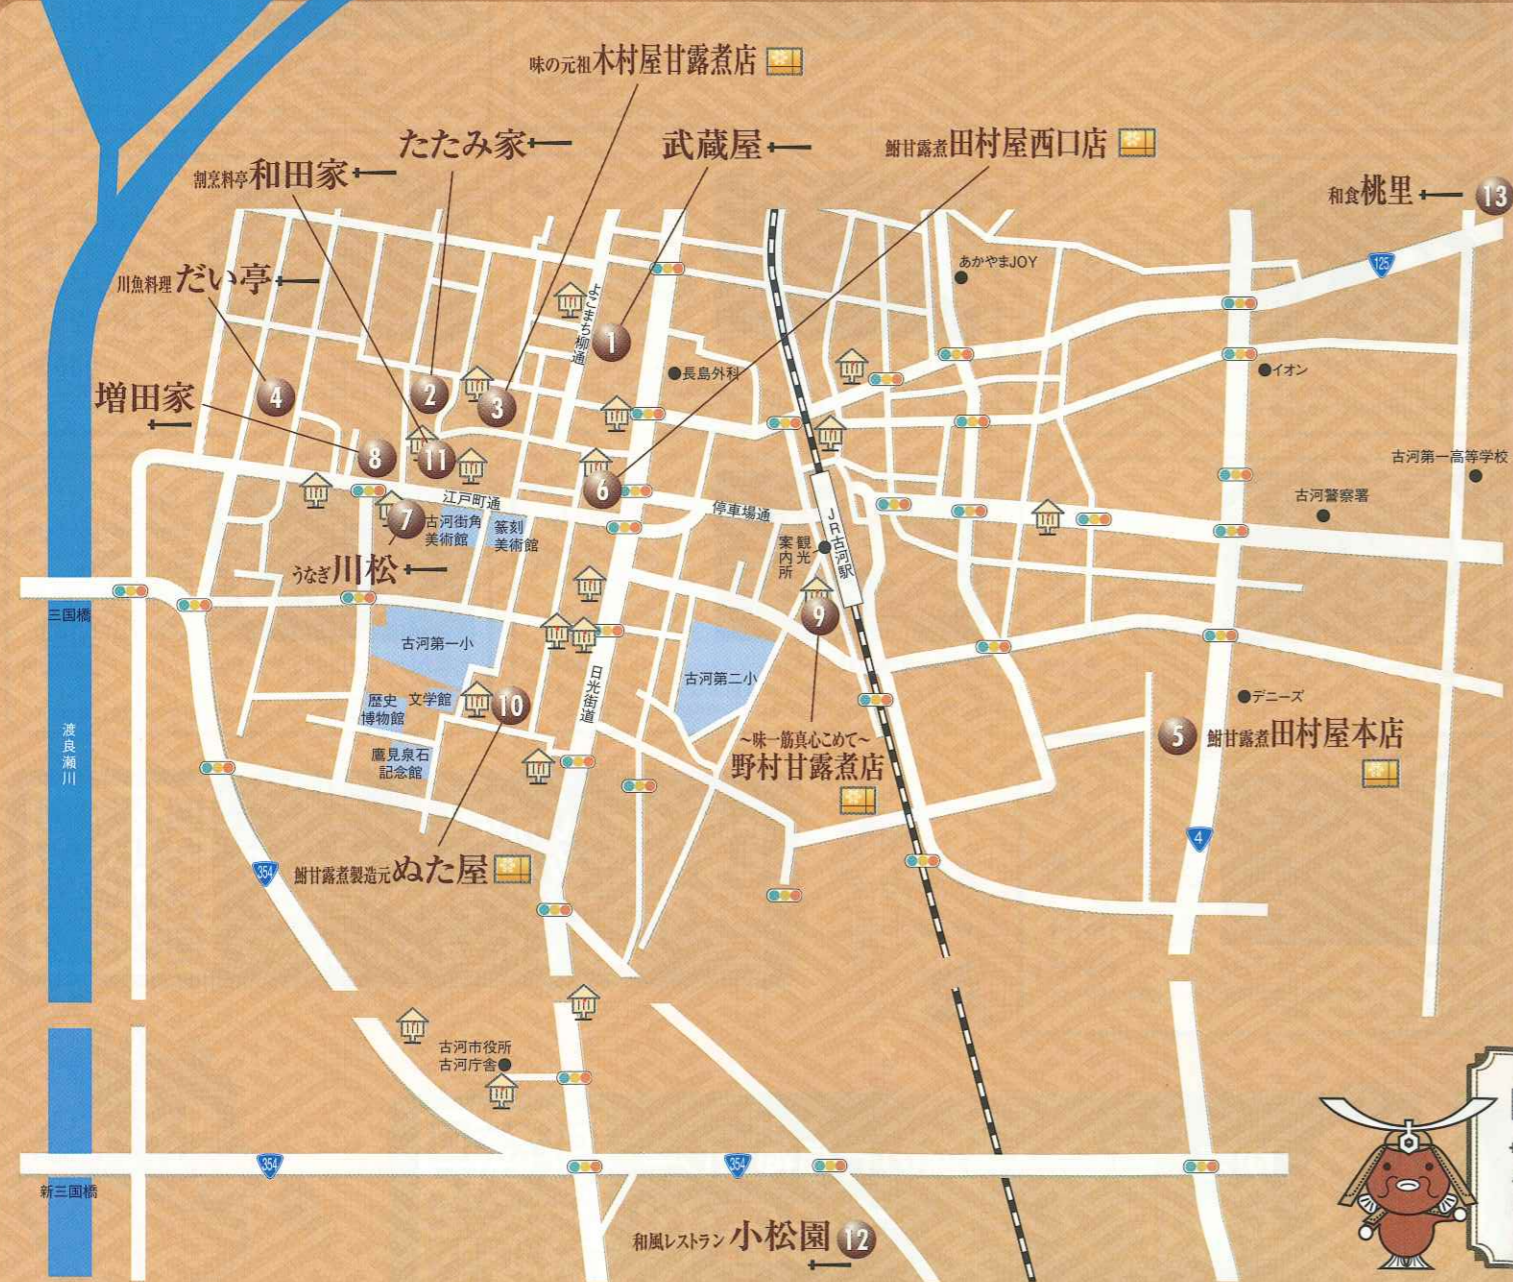 味の元祖木村屋甘露煮店
たたみ家
武蔵屋
鮒甘露煮田村屋西口店
割烹料亭和田家
和食桃里
13
川魚料理だい亭
125
あかやまJOY
よこまち柳通
1
長島外科
イオン
増田家
4
2
3
8
11
6
古河第一高等学校
古河警察署
江戸町通
停車場通
7
古河街角
美術館
篆刻
美術館
JR古河駅
観光
案内所
うなぎ川松
9
三国橋
古河第一小
古河第二小
日光街道
歴史
博物館
文学館
10
デニーズ
渡良瀬川
鷹見泉石
記念館
~味一筋真心こめて~
野村甘露煮店
5
鮒甘露煮田村屋本店
4
354
鮒甘露煮製造元ぬた屋
古河市役所
古河庁舎
354
354
新三国橋
和風レストラン小松園
12